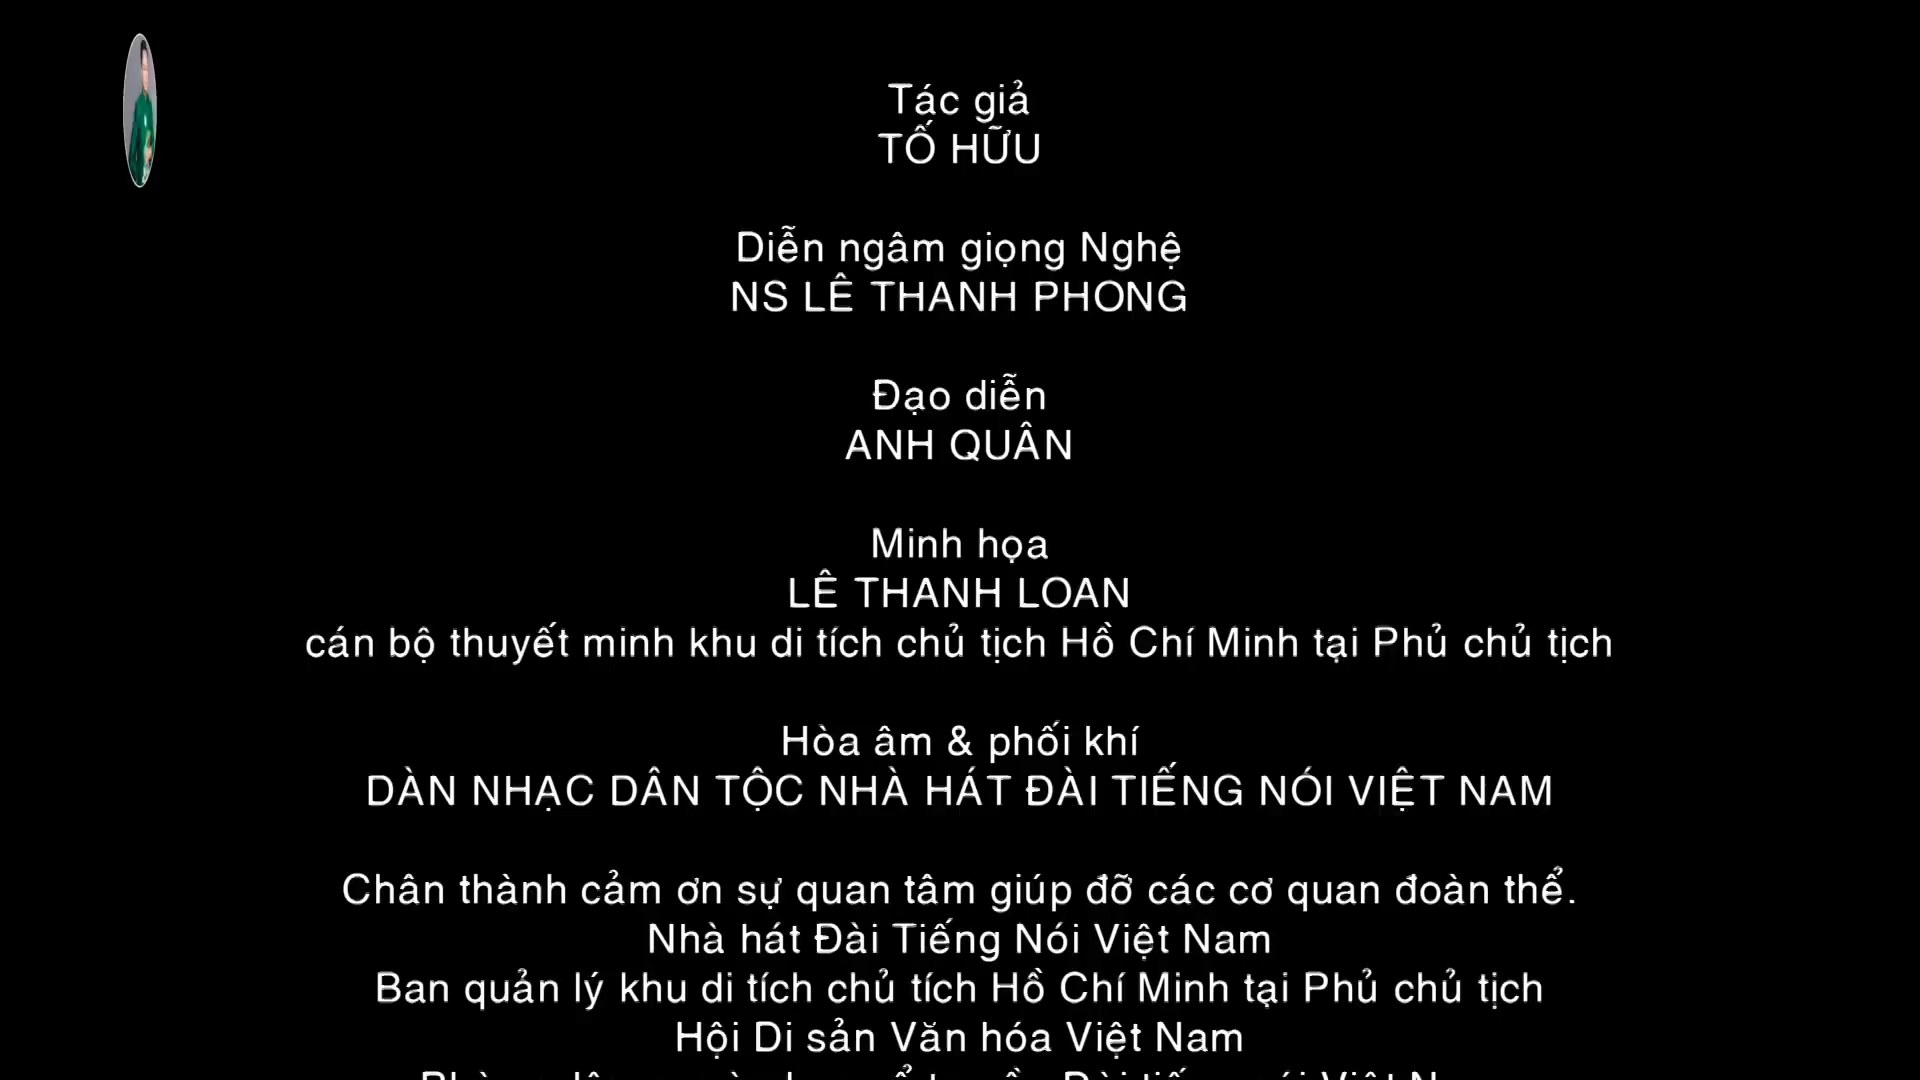 Tác giả
TỐ HỮU
Diễn ngâm giọng Nghệ
NS LÊ THANH PHONG
Đạo diễn
ANH QUÂN
Minh họa
LÊ THANH LOAN
cán bộ thuyết minh khu di tích chủ tịch Hồ Chí Minh tại Phủ chủ tịch
Hòa âm & phối khí
DÀN NHẠC DÂN TỘC NHÀ HÁT ĐÀI TIẾNG NÓI VIỆT NAM
Chân thành cảm ơn sự quan tâm giúp đỡ các cơ quan đoàn thể.
Nhà hát Đài Tiếng Nói Việt Nam
Ban quản lý khu di tích chủ tích Hồ Chí Minh tại Phủ chủ tịch
Hội Di sản Văn hóa Việt Nam